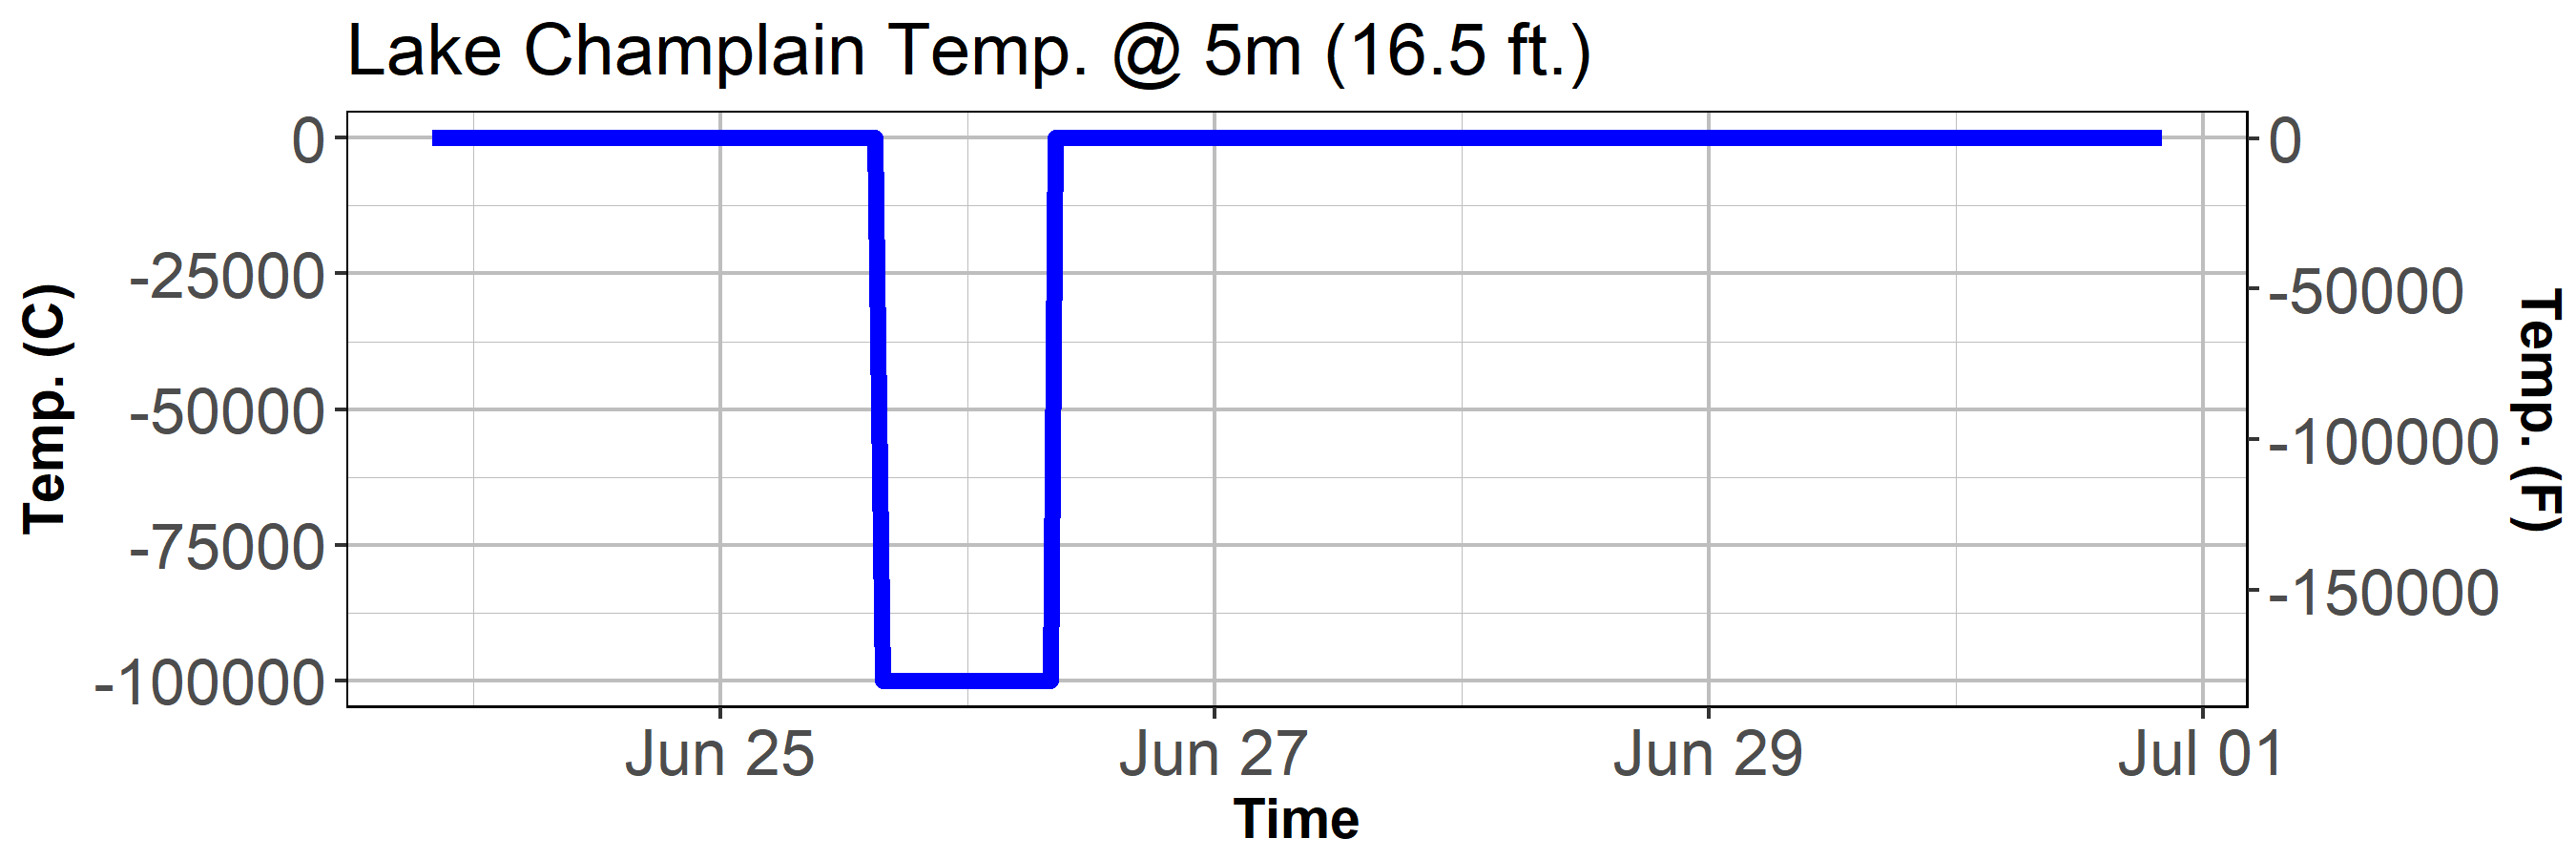 Lake Champlain Temp. @ 5m (16.5 ft.)
Temp. (C)
0
-25000
-50000
-75000
-100000
0
-50000
-100000
-150000
Temp. (F)
Jun 25
Jun 27
Jun 29
Jul 01
Time